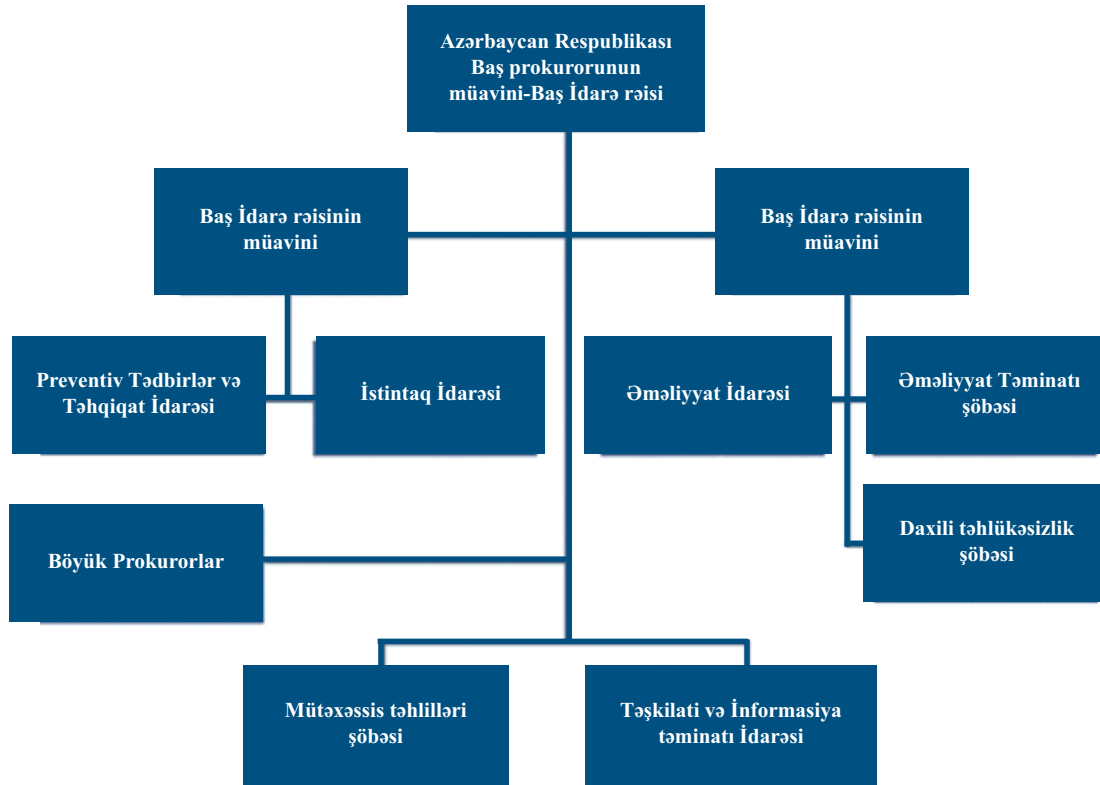 Azərbaycan Respublikası
Baş prokurorunun
müavini-Baş İdarə rəisi
Baş İdarə rəisinin
müavini
Baş İdarə rəisinin
müavini
Preventiv Tədbirlər və
Təhqiqat İdarəsi
İstintaq İdarəsi
Əməliyyat İdarəsi
Əməliyyat Təminatı
şöbəsi
Böyük Prokurorlar
Daxili təhlükəsizlik
şöbəsi
Mütəxəssis təhlilləri
şöbəsi
Təşkilati və İnformasiya
təminatı İdarəsi